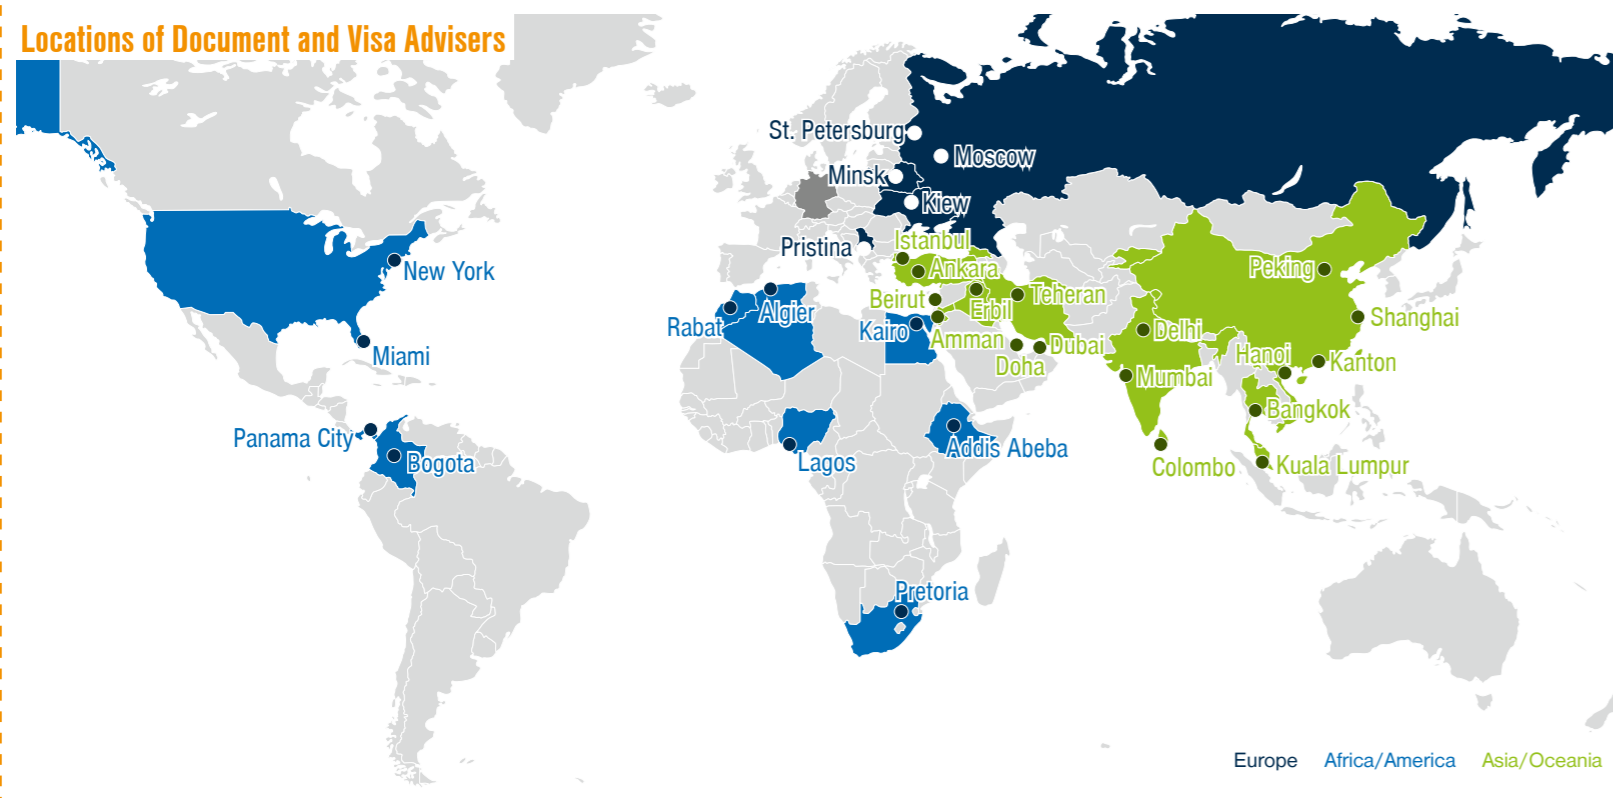 Locations of Document and Visa Advisers
St. Petersburg
Moscow
Minsk
Kiew
Pristina
Istanbul
Ankara
Peking
New York
Beirut
Erbil
Teheran
Rabat
Algier
Kairo
Amman
Delhi
Shanghai
Miami
Doha
Dubai
Hanoi
Kanton
Mumbai
Panama City
Bangkok
Bogota
Lagos
Addis Abeba
Colombo
Kuala Lumpur
Pretoria
Europe Africa/America Asia/Oceania